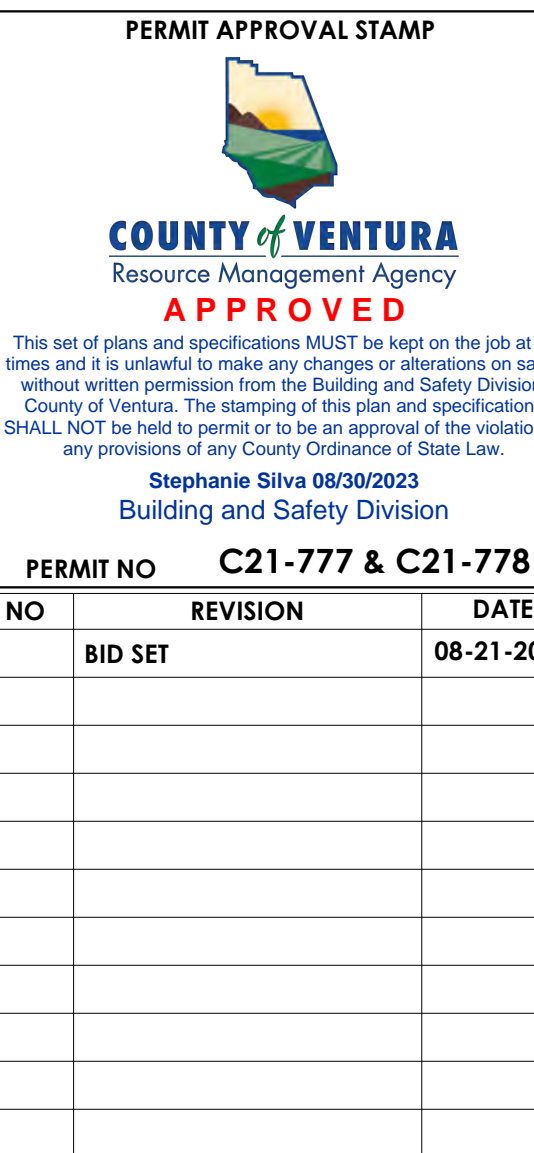 PERMIT APPROVAL STAMP
COUNTY of VENTURA
Resource Management Agency
APPROVED
This set of plans and specifications MUST be kept on the job at
times and it is unlawful to make any changes or alterations on
without written permission from the Building and Safety
County of Ventura. The stamping of this plan and
SHALL NOT be held to permit or to be an approval of the
any provisions of any County Ordinance of State Law.
Stephanie Silva 08/30/2023
Building and Safety Division
PERMIT NO C21-777 & C21-778
NO REVISION DATE
BID SET 08-21-20